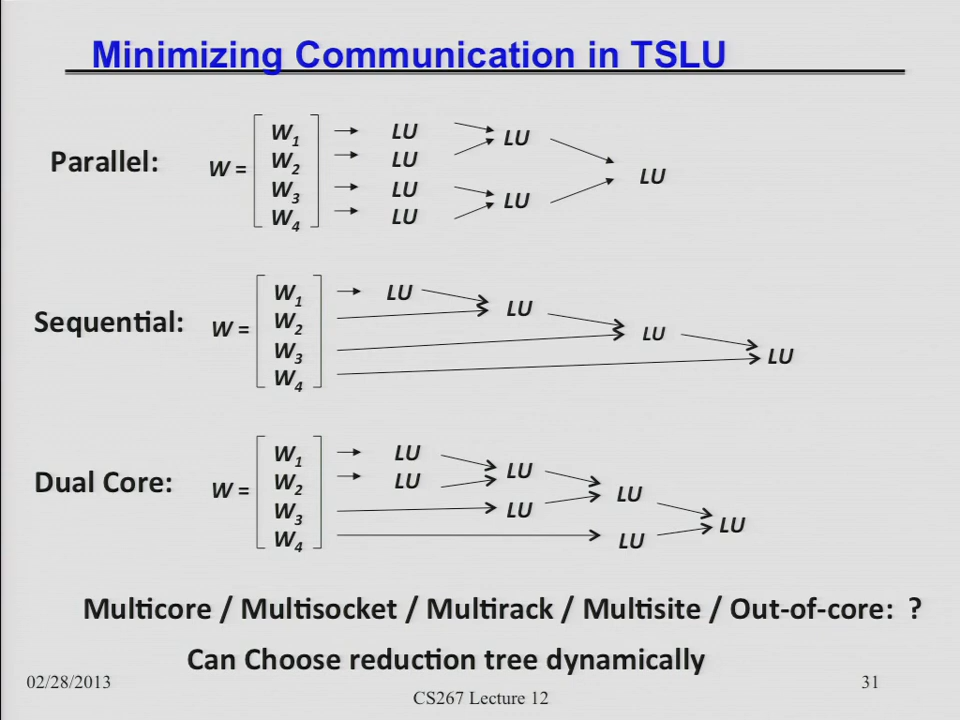 Minimizing Communication in TSLU
Parallel:
W =
W1
W2
W3
W4
LU
LU
LU
LU
LU
LU
LU
Sequential:
W =
W1
W2
W3
W4
LU
LU
LU
LU
Dual Core:
W =
W1
W2
W3
W4
LU
LU
LU
LU
LU
LU
LU
Multicore / Multisocket / Multirack / Multisite / Out-of-core: ?
Can Choose reduction tree dynamically
02/28/2013
CS267 Lecture 12
31